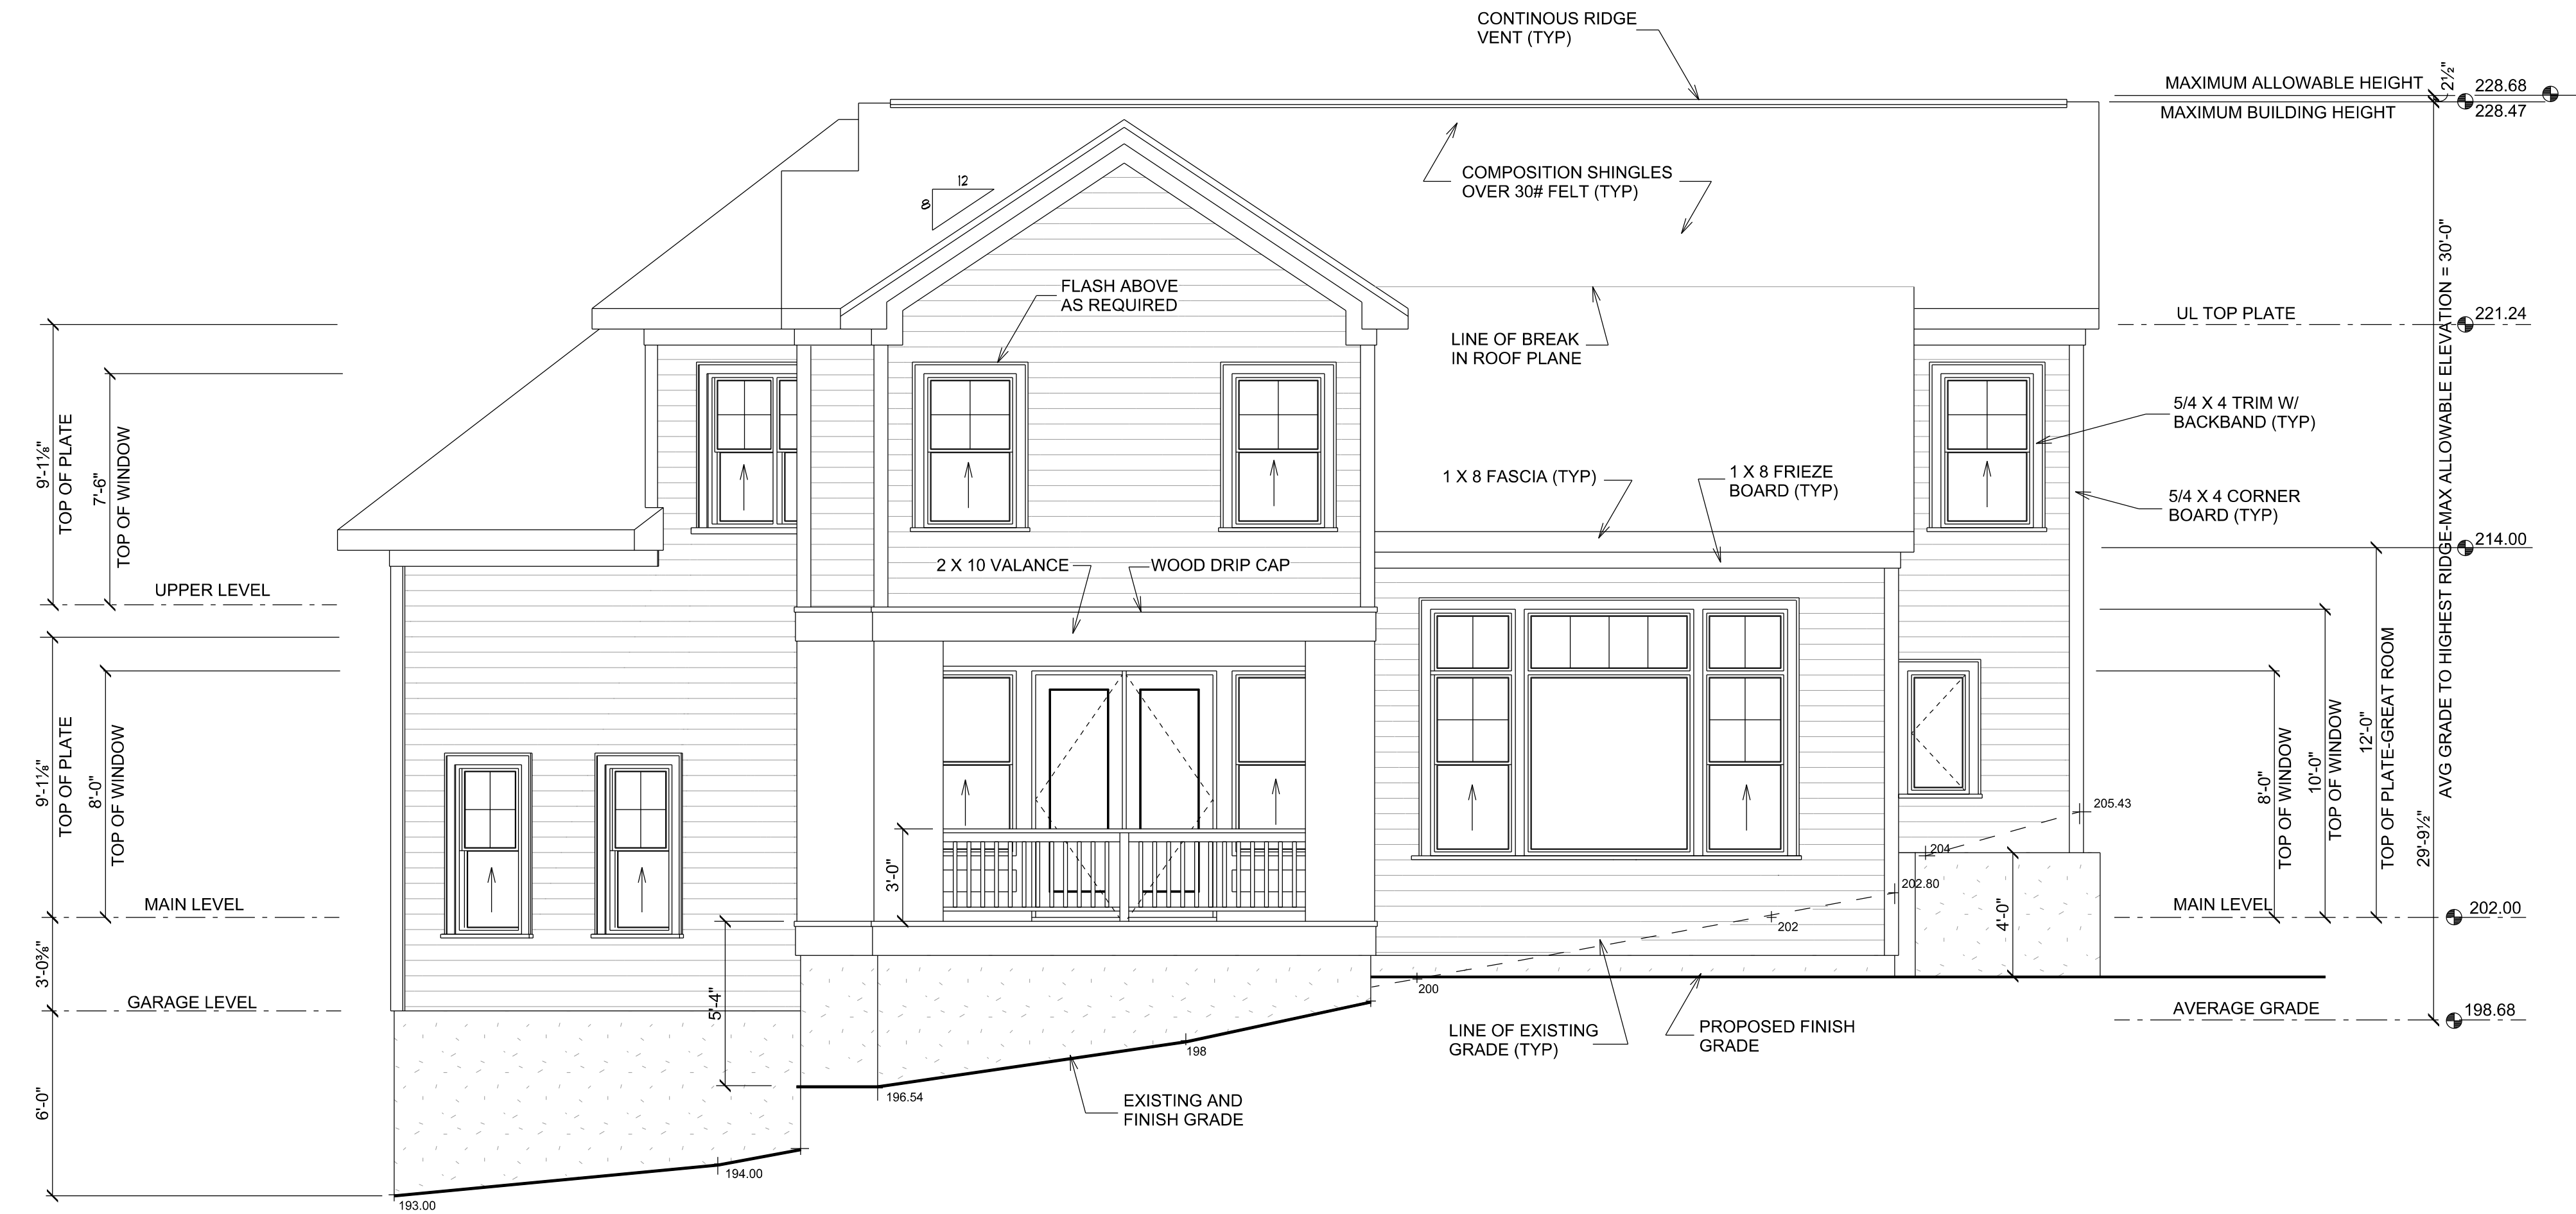 CONTINOUS RIDGE
VENT (TYP)
MAXIMUM ALLOWABLE HEIGHT
2½"
228.68
MAXIMUM BUILDING HEIGHT
228.47
COMPOSITION SHINGLES
OVER 30# FELT (TYP)
12
8
FLASH ABOVE
AS REQUIRED
LINE OF BREAK
IN ROOF PLANE
UL TOP PLATE
221.24
AVG GRADE TO HIGHEST RIDGE-MAX ALLOWABLE ELEVATION = 30'-0"
29'-9½"
9'-1⅛"
TOP OF PLATE
7'-6"
TOP OF WINDOW
5/4 X 4 TRIM W/
BACKBAND (TYP)
1 X 8 FASCIA (TYP)
1 X 8 FRIEZE
BOARD (TYP)
5/4 X 4 CORNER
BOARD (TYP)
214.00
2 X 10 VALANCE
WOOD DRIP CAP
UPPER LEVEL
9'-1⅛"
TOP OF PLATE
8'-0"
TOP OF WINDOW
8'-0"
TOP OF WINDOW
10'-0"
TOP OF WINDOW
12'-0"
TOP OF PLATE-GREAT ROOM
205.43
204
202.80
202
200
3'-0"
MAIN LEVEL
MAIN LEVEL
202.00
4'-0"
3'-0⅜"
GARAGE LEVEL
5'-4"
AVERAGE GRADE
198.68
LINE OF EXISTING
GRADE (TYP)
PROPOSED FINISH
GRADE
198
196.54
EXISTING AND
FINISH GRADE
6'-0"
194.00
193.00